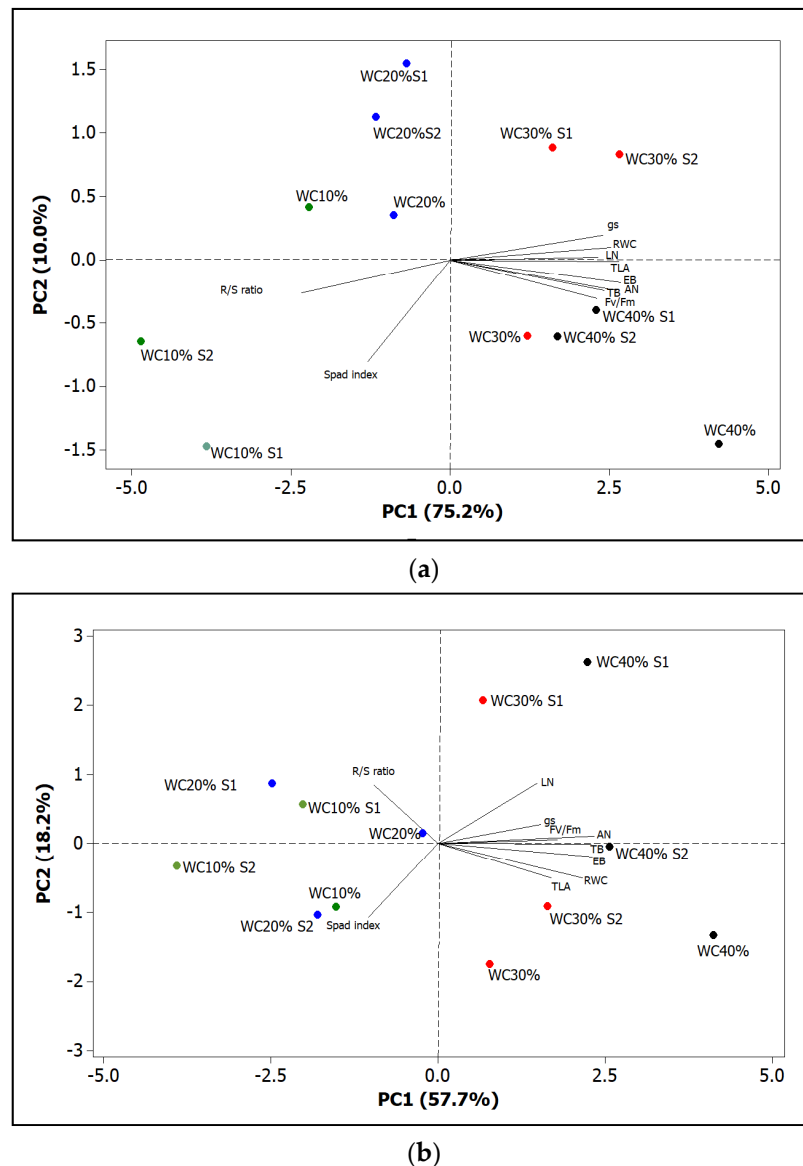 1.5
1.0
0.5
0.0
-0.5
-1.0
-1.5
PC2 (10.0%)
WC20%S1
WC20%S2
WC30% S1
WC30% S2
WC10%
WC20%
gs
RWC
LN
TLA
EB
AN
TB
Fv/Fm
R/S ratio
WC40% S1
WC30%
WC40% S2
WC10% S2
Spad index
WC40%
WC10% S1
-5.0 -2.5 0.0 2.5 5.0
PC1 (75.2%)
(a)
3
2
1
0
-1
-2
-3
PC2 (18.2%)
WC40% S1
WC30% S1
R/S ratio
LN
WC20% S1
WC10% S1
gs
Fv/Fm
AN
WC20%
TB
WC40% S2
EB
WC10% S2
RWC
TLA
WC10%
WC20% S2
Spad index
WC30% S2
WC40%
WC30%
-5.0 -2.5 0.0 2.5 5.0
PC1 (57.7%)
(b)